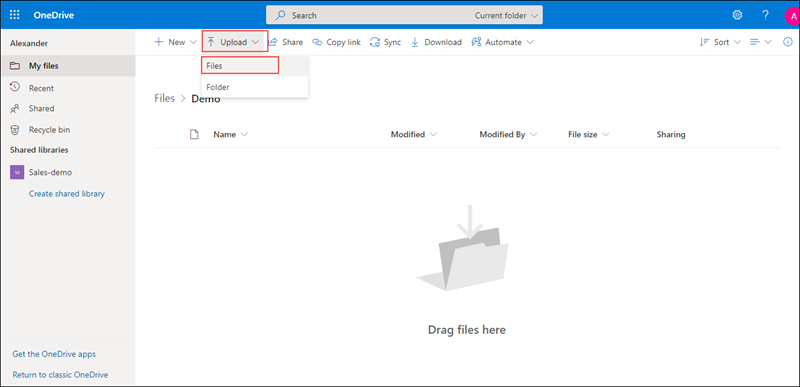 OneDrive
Search
Current folder
?
A
Alexander
My files
Recent
Shared
Recycle bin
Shared libraries
Sales-demo
Create shared library
Get the OneDrive apps
Return to classic OneDrive
New
Upload
Share
Copy link
Sync
Download
Automate
Sort
Files
Folder
Files > Demo
Name
Modified
Modified By
File size
Sharing
Drag files here